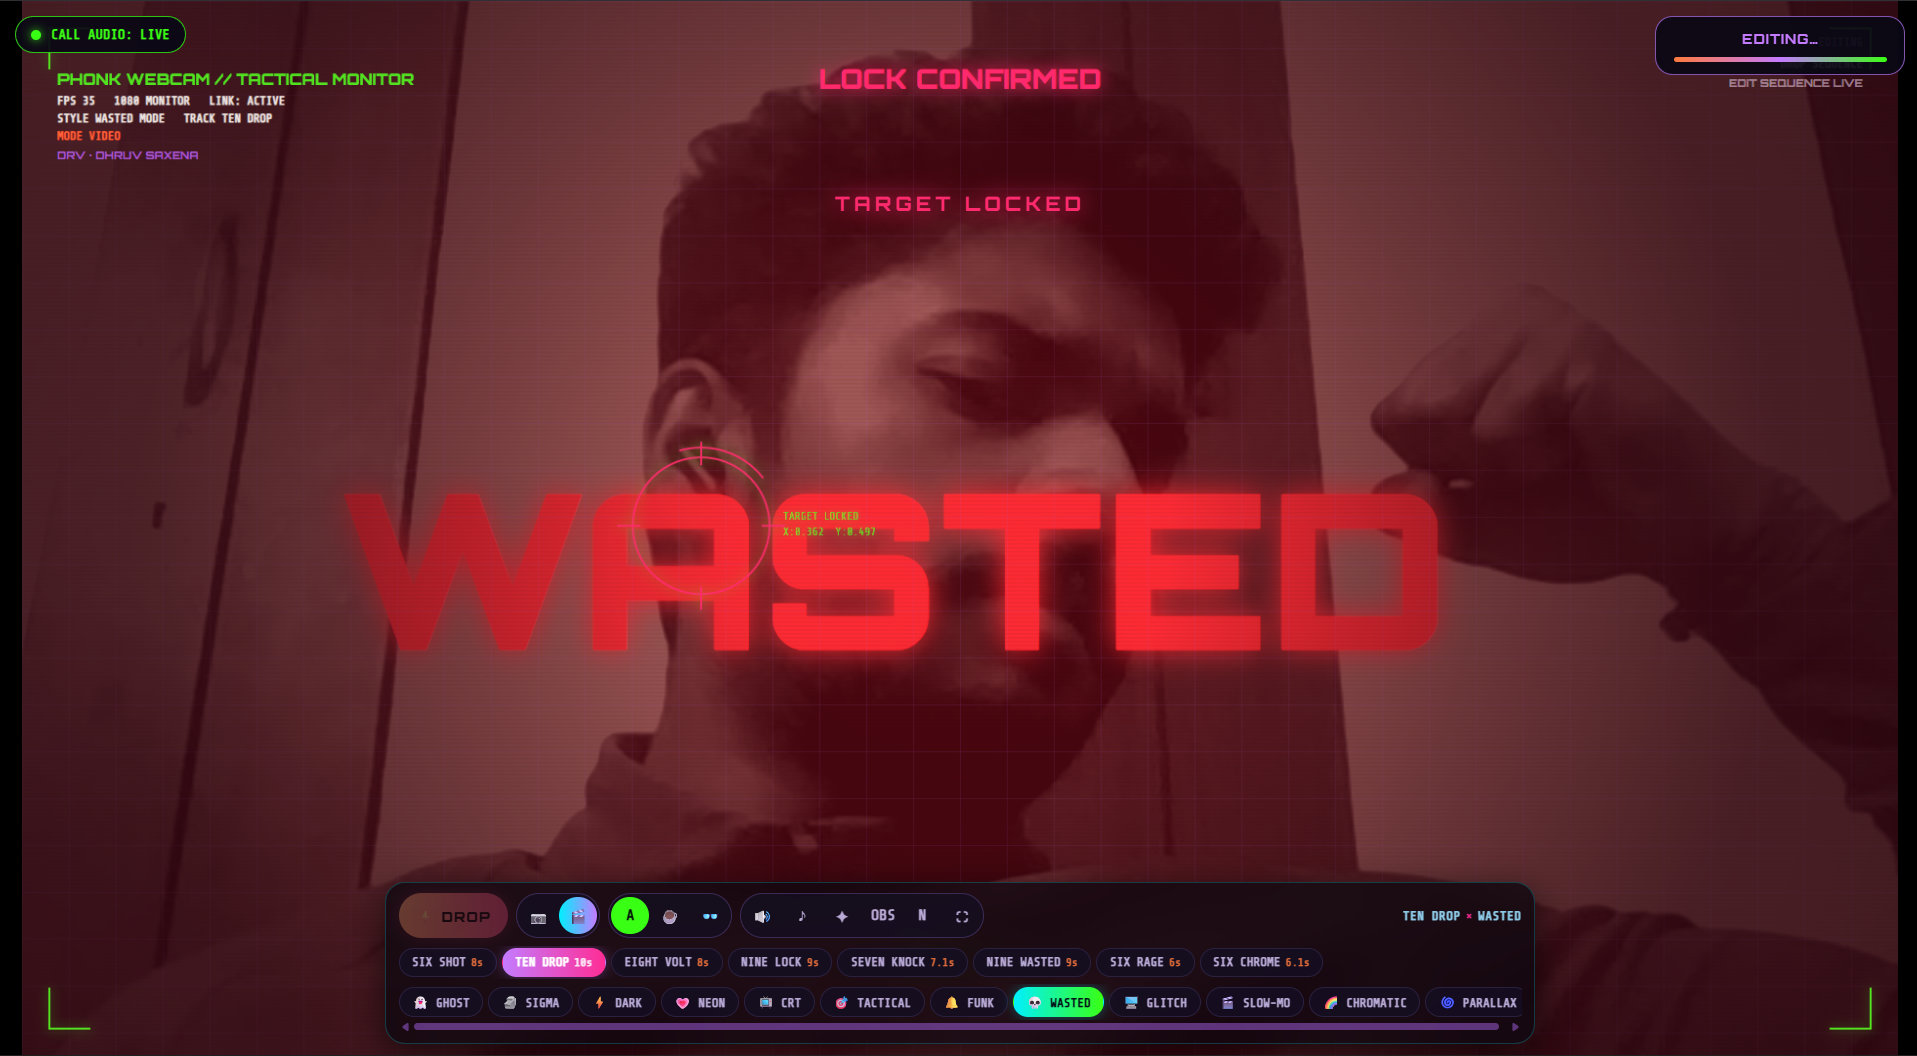 CALL AUDIO: LIVE
EDITING…
PHONK WEBCAM // TACTICAL MONITOR
FPS 35 1080 MONITOR LINK: ACTIVE
STYLE WASTED MODE TRACK TEN DROP
MODE VIDEO
DRV · DHRUV SAXENA
LOCK CONFIRMED
EDIT SEQUENCE LIVE
TARGET LOCKED
WASTED
TARGET LOCKED
X:0.362 Y:0.497
DROP
A
OBS
N
TEN DROP × WASTED
SIX SHOT 8s TEN DROP 10s EIGHT VOLT 8s NINE LOCK 9s SEVEN KNOCK 7.1s NINE WASTED 9s SIX RAGE 6s SIX CHROME 6.1s
GHOST SIGMA DARK NEON CRT TACTICAL FUNK WASTED GLITCH SLOW-MO CHROMATIC PARALLAX